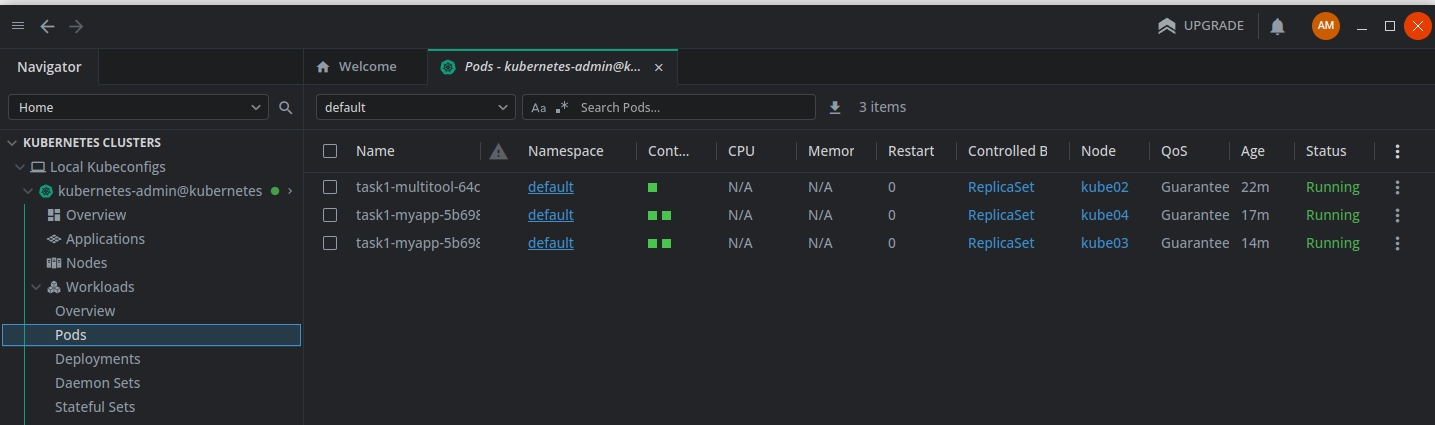 UPGRADE AM
Navigator Welcome Pods - kubernetes-admin@k...
Home default Aa .* Search Pods... 3 items
KUBERNETES CLUSTERS
Local Kubeconfigs
kubernetes-admin@kubernetes
Overview
Applications
Nodes
Workloads
Overview
Pods
Deployments
Daemon Sets
Stateful Sets
Name Namespace Cont... CPU Memor Restart Controlled B Node QoS Age Status
task1-multitool-64c default N/A N/A 0 ReplicaSet kube02 Guarantee 22m Running
task1-myapp-5b698 default N/A N/A 0 ReplicaSet kube04 Guarantee 17m Running
task1-myapp-5b698 default N/A N/A 0 ReplicaSet kube03 Guarantee 14m Running